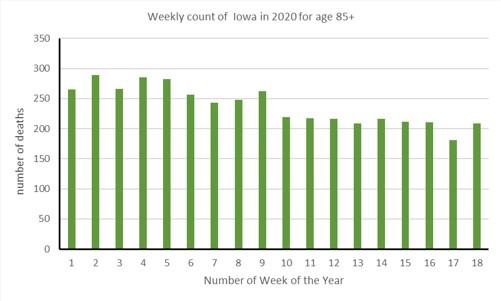 Weekly count of  Iowa in 2020 for age 85+
350
300
250
200
150
100
50
0
number of deaths
1 2 3 4 5 6 7 8 9 10 11 12 13 14 15 16 17 18
Number of Week of the Year